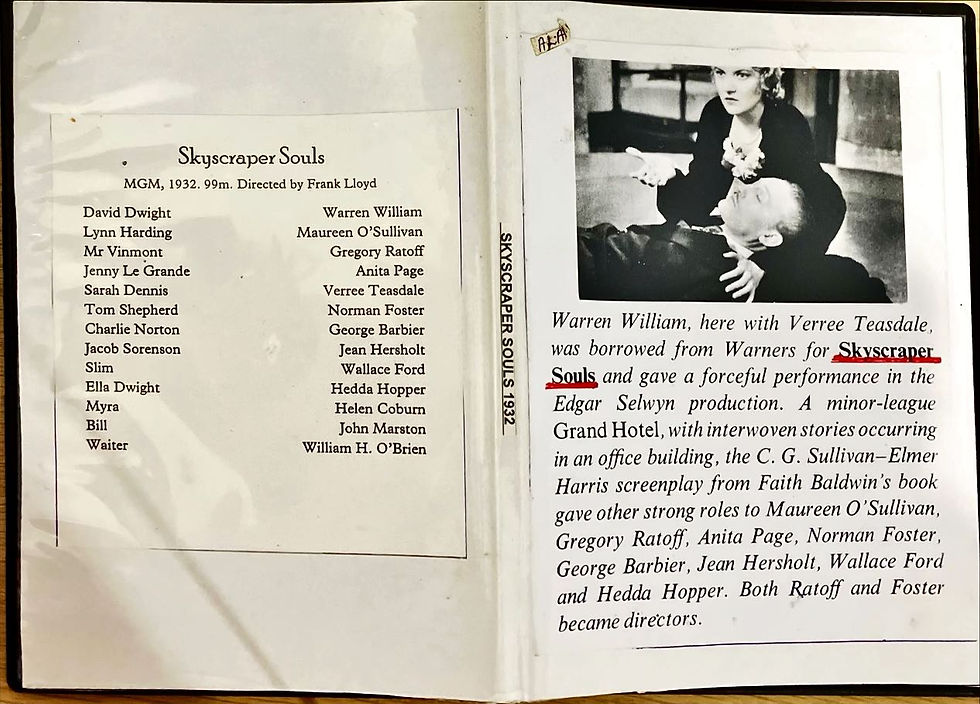 Skyscraper Souls
MGM, 1932. 99m. Directed by Frank Lloyd
David Dwight Warren William
Lynn Harding Maureen O'Sullivan
Mr Vinmont Gregory Ratoff
Jenny Le Grande Anita Page
Sarah Dennis Verree Teasdale
Tom Shepherd Norman Foster
Charlie Norton George Barbier
Jacob Sorenson Jean Hersholt
Slim Wallace Ford
Ella Dwight Hedda Hopper
Myra Helen Coburn
Bill John Marston
Waiter William H. O'Brien
SKYSCRAPER SOULS 1932
Warren William, here with Verree Teasdale,
was borrowed from Warners for Skyscraper
Souls and gave a forceful performance in the
Edgar Selwyn production. A minor-league
Grand Hotel, with interwoven stories occurring
in an office building, the C. G. Sullivan–Elmer
Harris screenplay from Faith Baldwin's book
gave other strong roles to Maureen O'Sullivan,
Gregory Ratoff, Anita Page, Norman Foster,
George Barbier, Jean Hersholt, Wallace Ford
and Hedda Hopper. Both Ratoff and Foster
became directors.